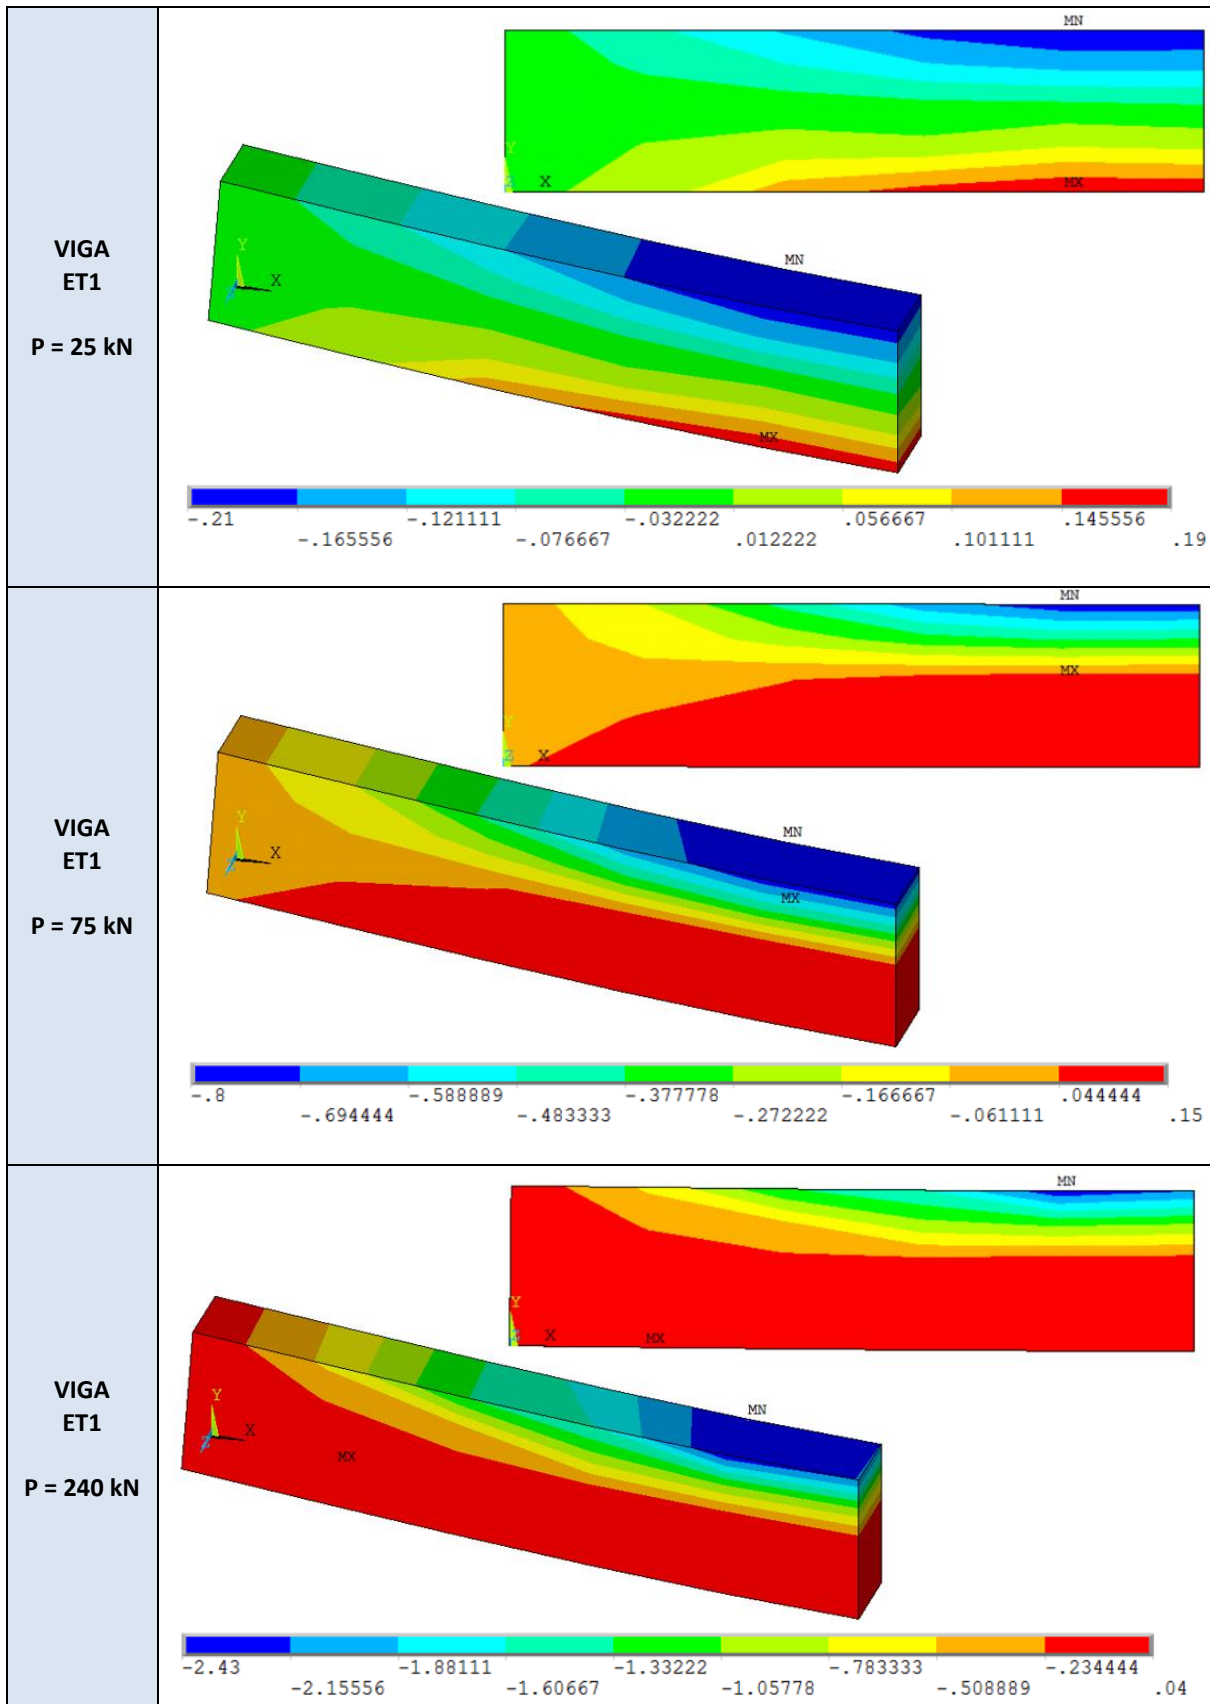 VIGA
ET1
P = 25 kN
MN
Y
Z
X
MX
Y
X
MN
MX
-.21
-.165556
-.121111
-.076667
-.032222
.012222
.056667
.101111
.145556
.19
VIGA
ET1
P = 75 kN
MN
MX
Y
Z
X
Y
Z
X
MN
MX
-.8
-.694444
-.588889
-.483333
-.377778
-.272222
-.166667
-.061111
.044444
.15
VIGA
ET1
P = 240 kN
MN
Y
Z
X
MX
Y
Z
X
MN
MX
-2.43
-2.15556
-1.88111
-1.60667
-1.33222
-1.05778
-.783333
-.508889
-.234444
.04